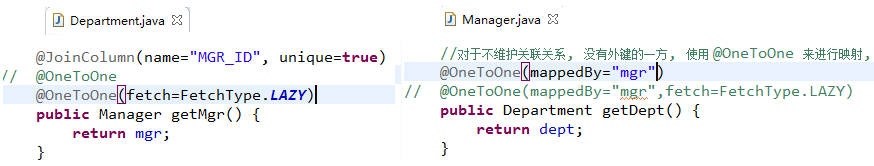 Department.java
@JoinColumn(name="MGR_ID", unique=true)
// @OneToOne
@OneToOne(fetch=FetchType.LAZY)
public Manager getMgr() {
return mgr;
}
Manager.java
//对于不维护关联关系, 没有外键的一方, 使用 @OneToOne 来进行映射,
@OneToOne(mappedBy="mgr")
// @OneToOne(mappedBy="mgr",fetch=FetchType.LAZY)
public Department getDept() {
return dept;
}